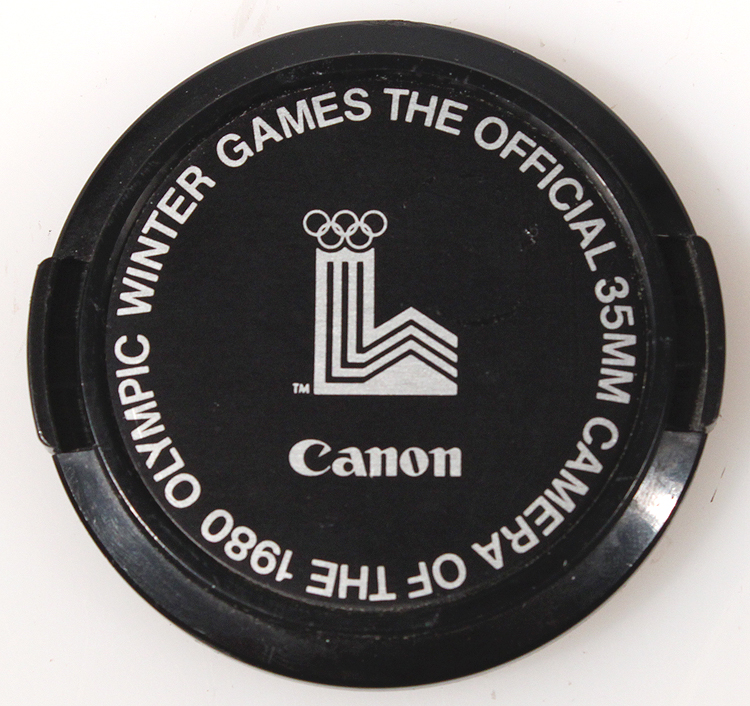 THE OFFICIAL 35MM CAMERA OF THE 1980 OLYMPIC WINTER GAMES
TM
Canon